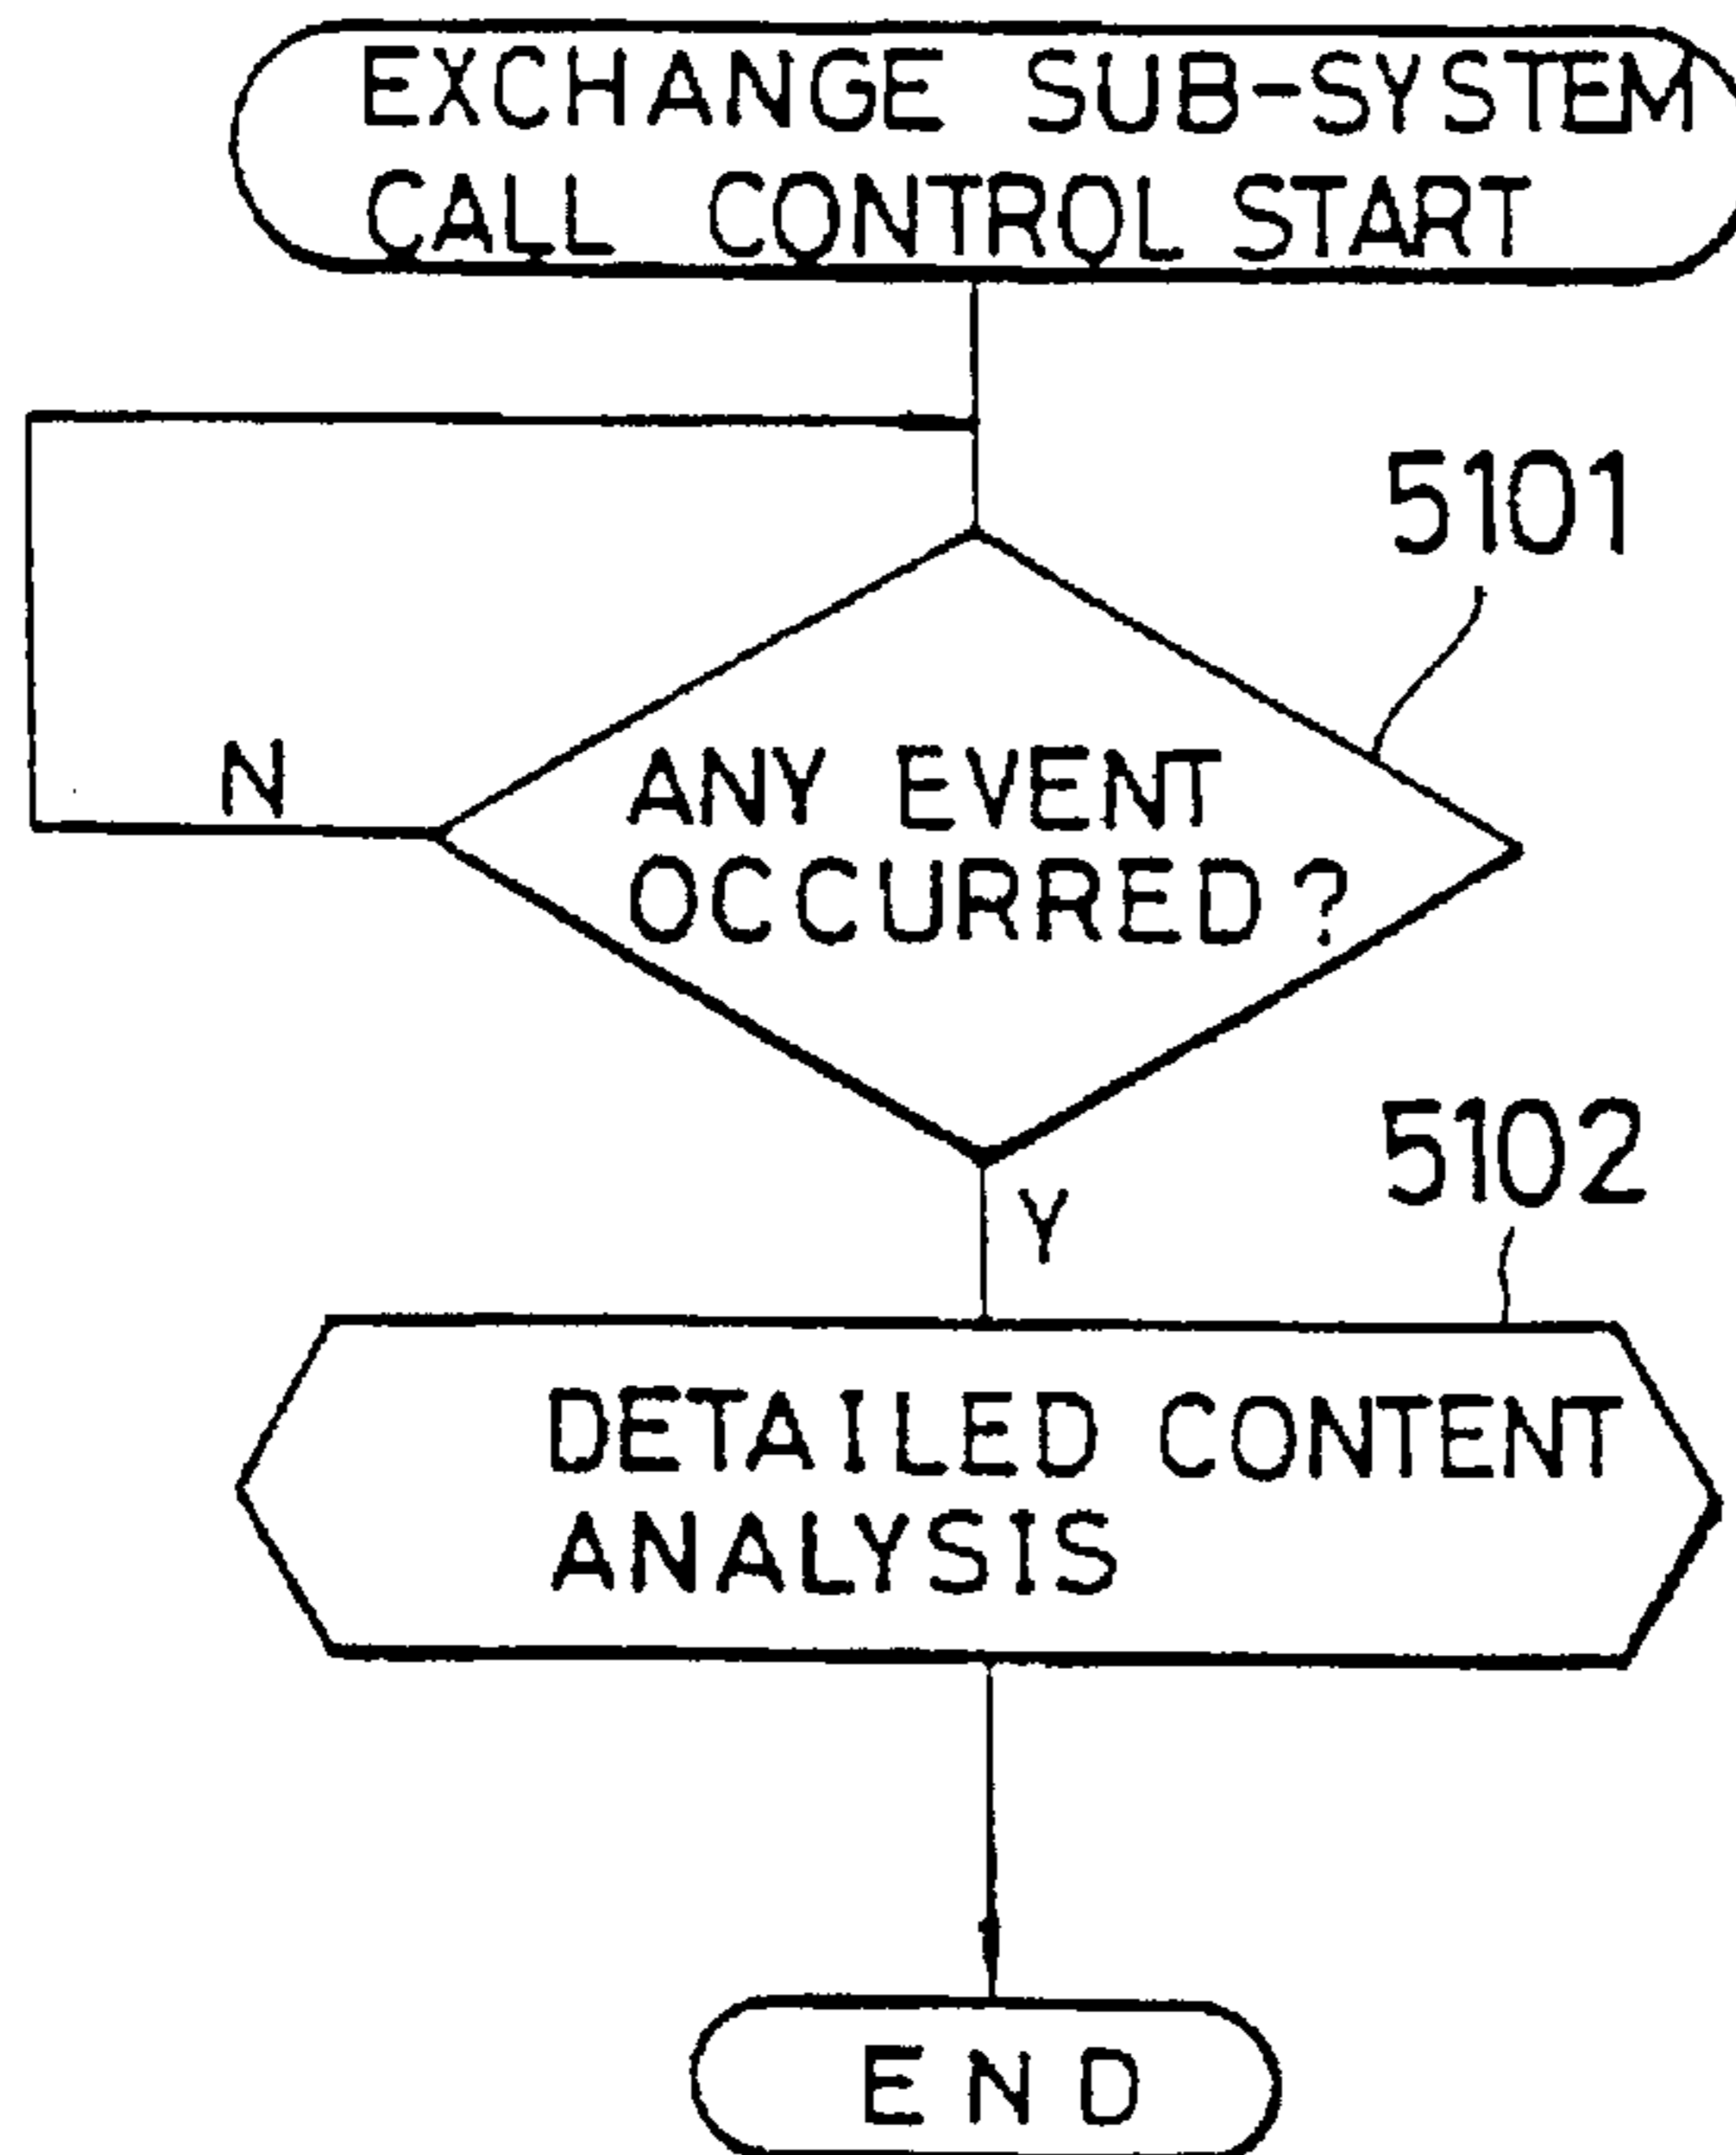 EXCHANGE SUB-SYSTEM
CALL CONTROL START
5101
N
ANY EVENT
OCCURRED?
5102
Y
DETAILED CONTENT
ANALYSIS
END